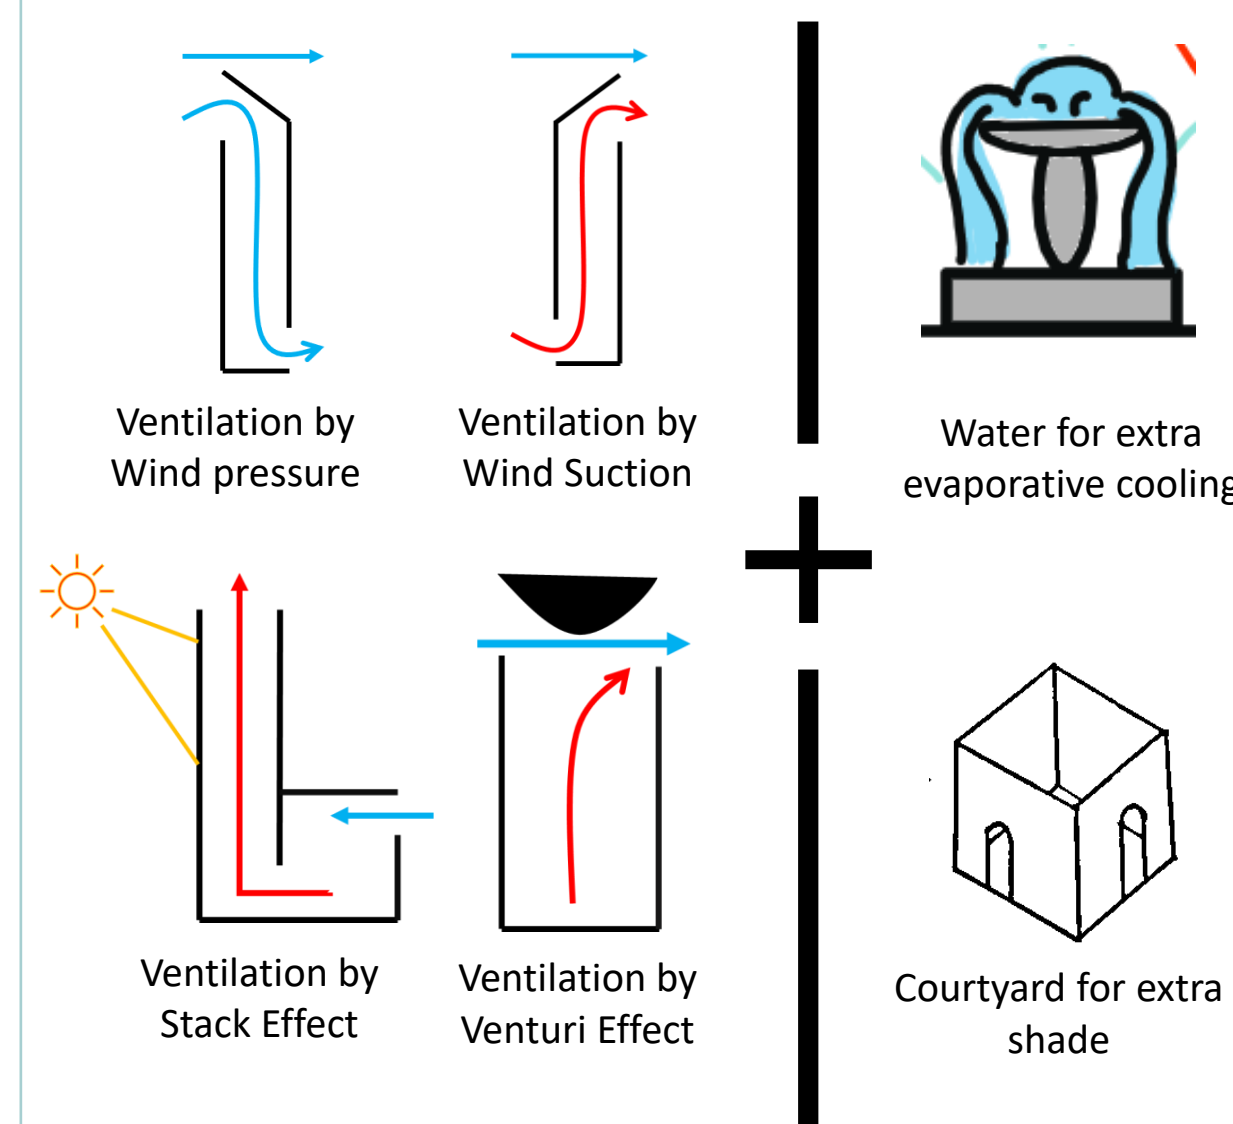 Ventilation by
Wind pressure
Ventilation by
Wind Suction
Water for extra
evaporative cooling
Ventilation by
Stack Effect
Ventilation by
Venturi Effect
Courtyard for extra
shade